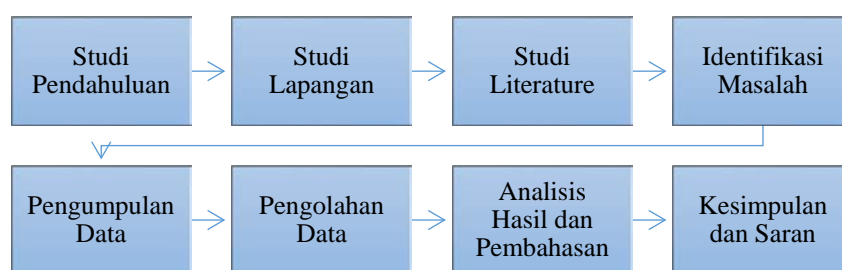 Studi
Pendahuluan
Studi
Lapangan
Studi
Literature
Identifikasi
Masalah
Pengumpulan
Data
Pengolahan
Data
Analisis
Hasil dan
Pembahasan
Kesimpulan
dan Saran